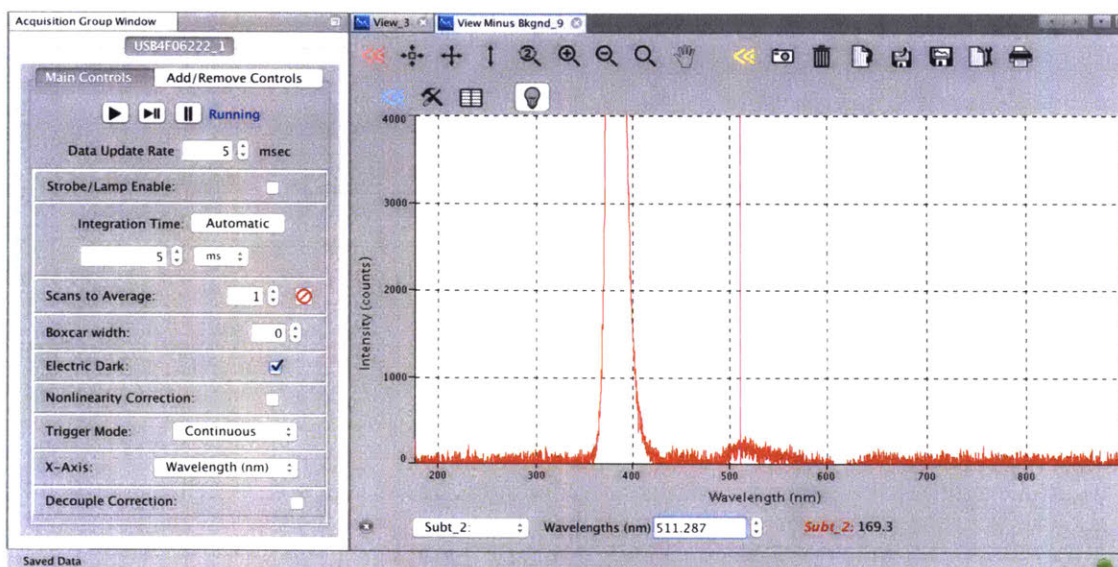 Acquisition Group Window
USB4F06222_1
Main Controls
Add/Remove Controls
Running
Data Update Rate 5 msec
Strobe/Lamp Enable:
Integration Time: Automatic
5 ms
Scans to Average: 1
Boxcar width: 0
Electric Dark:
Nonlinearity Correction:
Trigger Mode: Continuous
X-Axis: Wavelength (nm)
Decouple Correction:
Saved Data
View_3
View Minus Bkgnd_9
2
4000
3000
2000
1000
0
Intensity (counts)
200 300 400 500 600 700 800
Wavelength (nm)
Subt_2: Wavelengths (nm) 511.287 Subt_2: 169.3